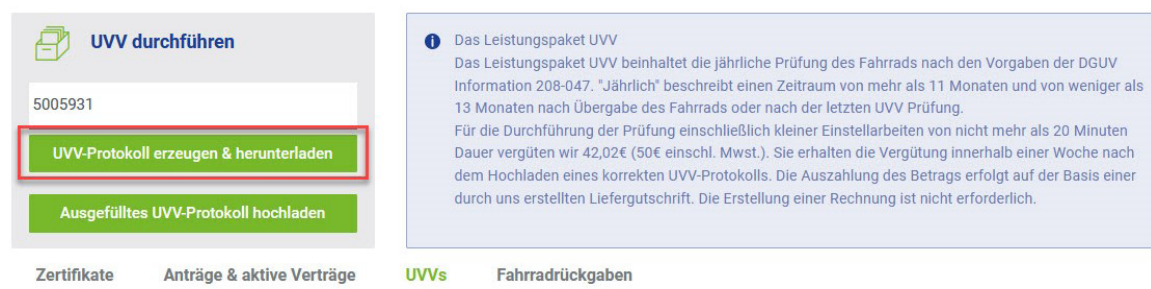 UVV durchführen
5005931
UVV-Protokoll erzeugen & herunterladen
Ausgefülltes UVV-Protokoll hochladen
Das Leistungspaket UVV
Das Leistungspaket UVV beinhaltet die jährliche Prüfung des Fahrrads nach den Vorgaben der DGUV
Information 208-047. "Jährlich" beschreibt einen Zeitraum von mehr als 11 Monaten und von weniger als
13 Monaten nach Übergabe des Fahrrads oder nach der letzten UVV Prüfung.
Für die Durchführung der Prüfung einschließlich kleiner Einstellarbeiten von nicht mehr als 20 Minuten
Dauer vergüten wir 42,02€ (50€ einschl. Mwst.). Sie erhalten die Vergütung innerhalb einer Woche nach
dem Hochladen eines korrekten UVV-Protokolls. Die Auszahlung des Betrags erfolgt auf der Basis einer
durch uns erstellten Liefergutschrift. Die Erstellung einer Rechnung ist nicht erforderlich.
Zertifikate Anträge & aktive Verträge UVVs Fahrradrückgaben